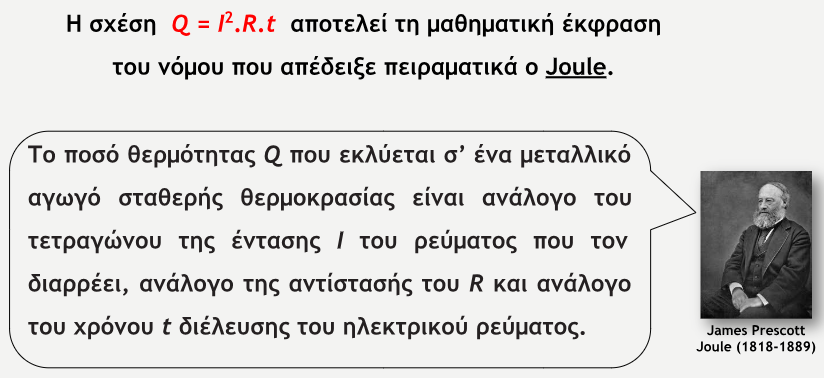 Η σχέση Q = I².R.t αποτελεί τη μαθηματική έκφραση
του νόμου που απέδειξε πειραματικά ο Joule.
Το ποσό θερμότητας Q που εκλύεται σ’ ένα μεταλλικό
αγωγό σταθερής θερμοκρασίας είναι ανάλογο του
τετραγώνου της έντασης I του ρεύματος που τον
διαρρέει, ανάλογο της αντίστασής του R και ανάλογο
του χρόνου t διέλευσης του ηλεκτρικού ρεύματος.
James Prescott
Joule (1818-1889)